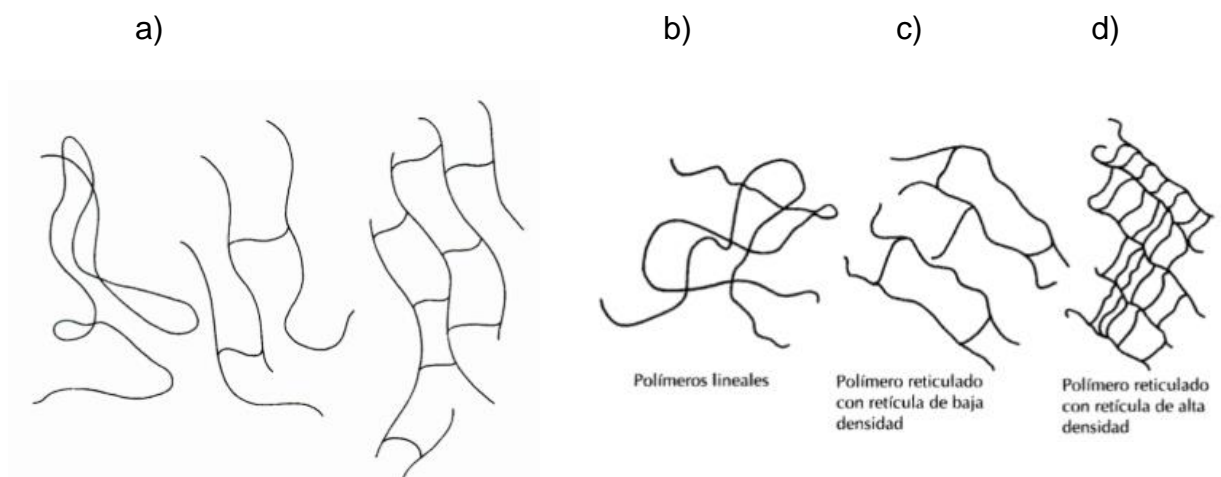 a) b) c) d)
Polímeros lineales
Polímero reticulado
con retícula de baja
densidad
Polímero reticulado
con retícula de alta
densidad